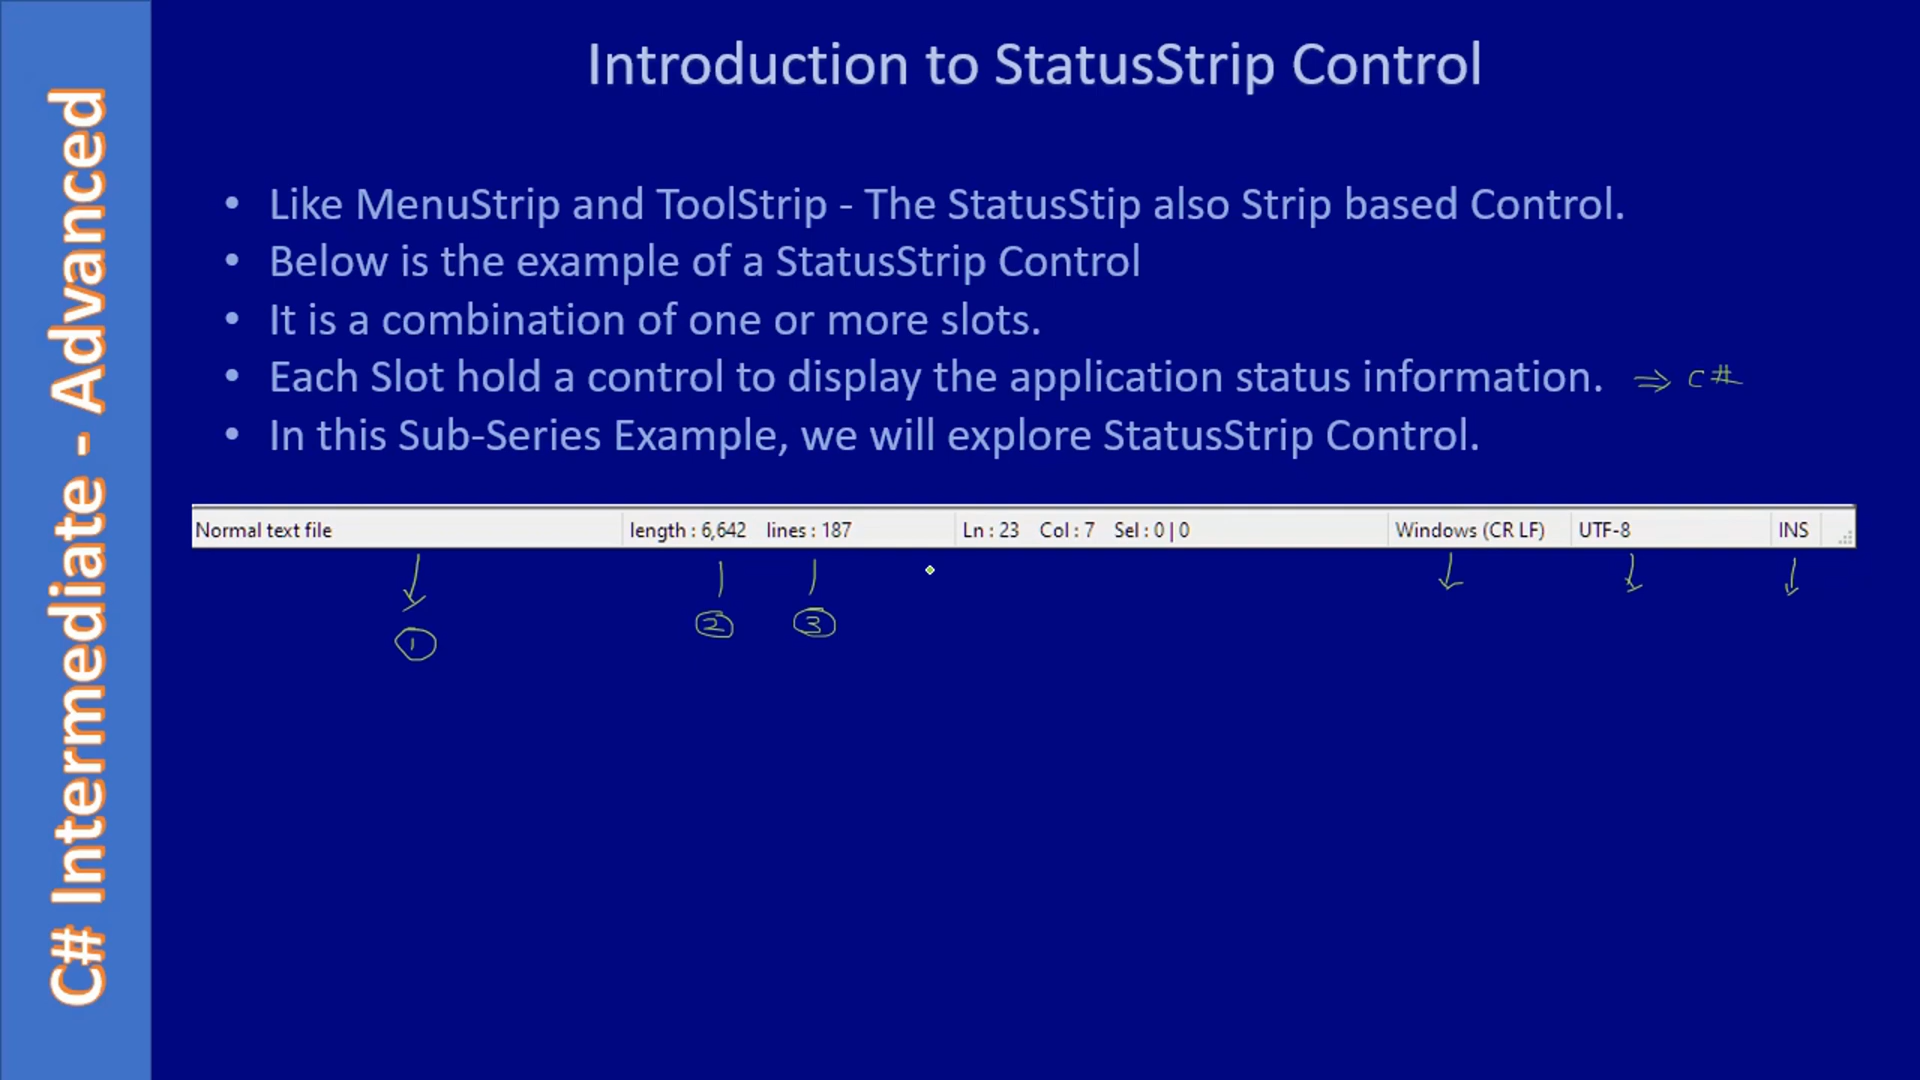 C# Intermediate - Advanced
Introduction to StatusStrip Control
• Like MenuStrip and ToolStrip - The StatusStip also Strip based Control.
• Below is the example of a StatusStrip Control
• It is a combination of one or more slots.
• Each Slot hold a control to display the application status information. ⇒ C#
• In this Sub-Series Example, we will explore StatusStrip Control.
Normal text file length : 6,642 lines : 187 Ln : 23 Col : 7 Sel : 0 | 0 Windows (CR LF) UTF-8 INS
1 2 3